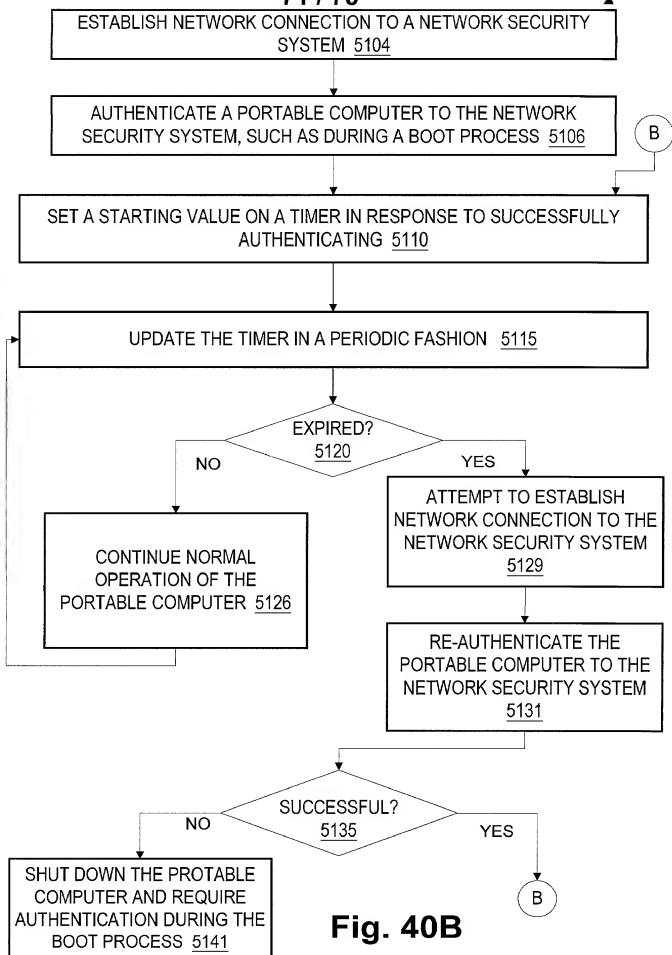 ESTABLISH NETWORK CONNECTION TO A NETWORK SECURITY
SYSTEM 5104
AUTHENTICATE A PORTABLE COMPUTER TO THE NETWORK
SECURITY SYSTEM, SUCH AS DURING A BOOT PROCESS 5106
B
SET A STARTING VALUE ON A TIMER IN RESPONSE TO SUCCESSFULLY
AUTHENTICATING 5110
UPDATE THE TIMER IN A PERIODIC FASHION 5115
EXPIRED?
5120
NO
YES
CONTINUE NORMAL
OPERATION OF THE
PORTABLE COMPUTER 5126
ATTEMPT TO ESTABLISH
NETWORK CONNECTION TO THE
NETWORK SECURITY SYSTEM
5129
RE-AUTHENTICATE THE
PORTABLE COMPUTER TO THE
NETWORK SECURITY SYSTEM
5131
SUCCESSFUL?
5135
NO
YES
SHUT DOWN THE PROTABLE
COMPUTER AND REQUIRE
AUTHENTICATION DURING THE
BOOT PROCESS 5141
B
Fig. 40B